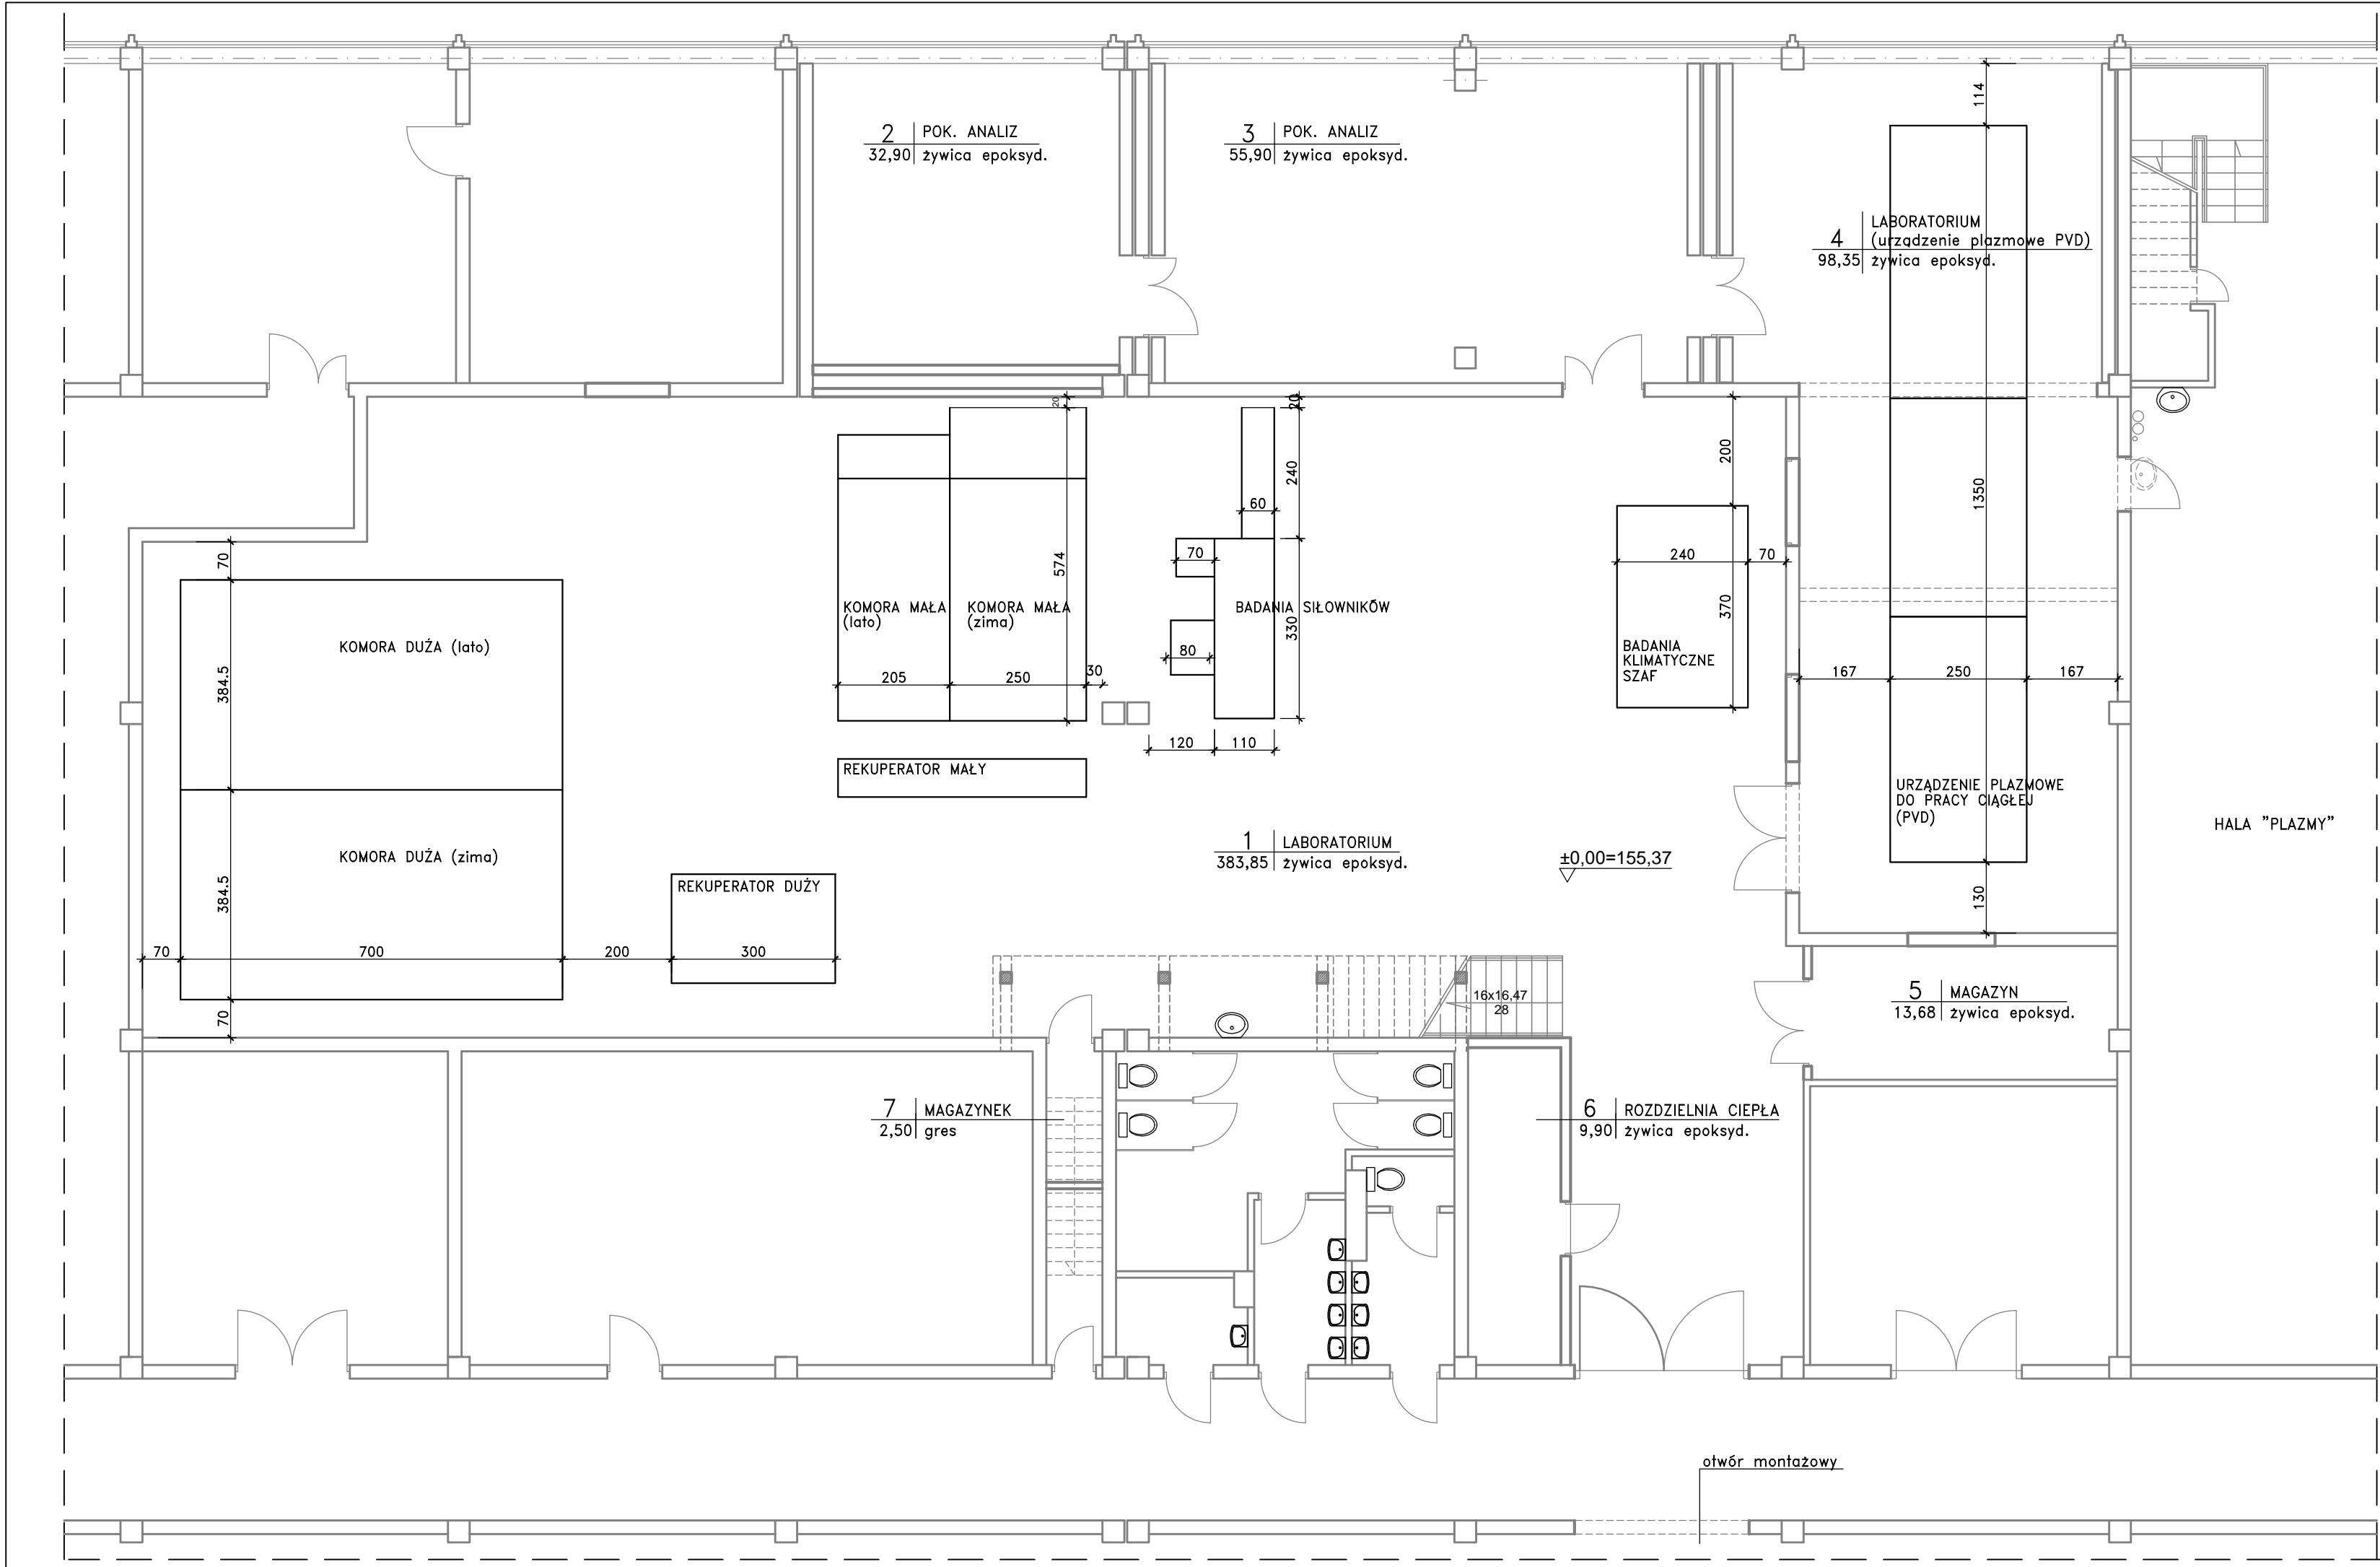 2 POK. ANALIZ
32,90 żywica epoksyd.
3 POK. ANALIZ
55,90 żywica epoksyd.
114
4 LABORATORIUM
(urządzenie plazmowe PVD)
98,35 żywica epoksyd.
20
20
200
240
1350
60
70
574
70
240
70
370
KOMORA MAŁA
(lato)
KOMORA MAŁA
(zima)
BADANIA SIŁOWNIKÓW
330
KOMORA DUŻA (lato)
384.5
80
BADANIA
KLIMATYCZNE
SZAF
205
250
30
167
250
167
120
110
REKUPERATOR MAŁY
URZĄDZENIE PLAZMOWE
DO PRACY CIĄGŁEJ
(PVD)
HALA "PLAZMY"
1 LABORATORIUM
383,85 żywica epoksyd.
±0,00=155,37
KOMORA DUŻA (zima)
384.5
REKUPERATOR DUŻY
130
70
700
200
300
70
16x16,47
28
5 MAGAZYN
13,68 żywica epoksyd.
7 MAGAZYNEK
2,50 gres
6 ROZDZIELNIA CIEPŁA
9,90 żywica epoksyd.
otwór montażowy